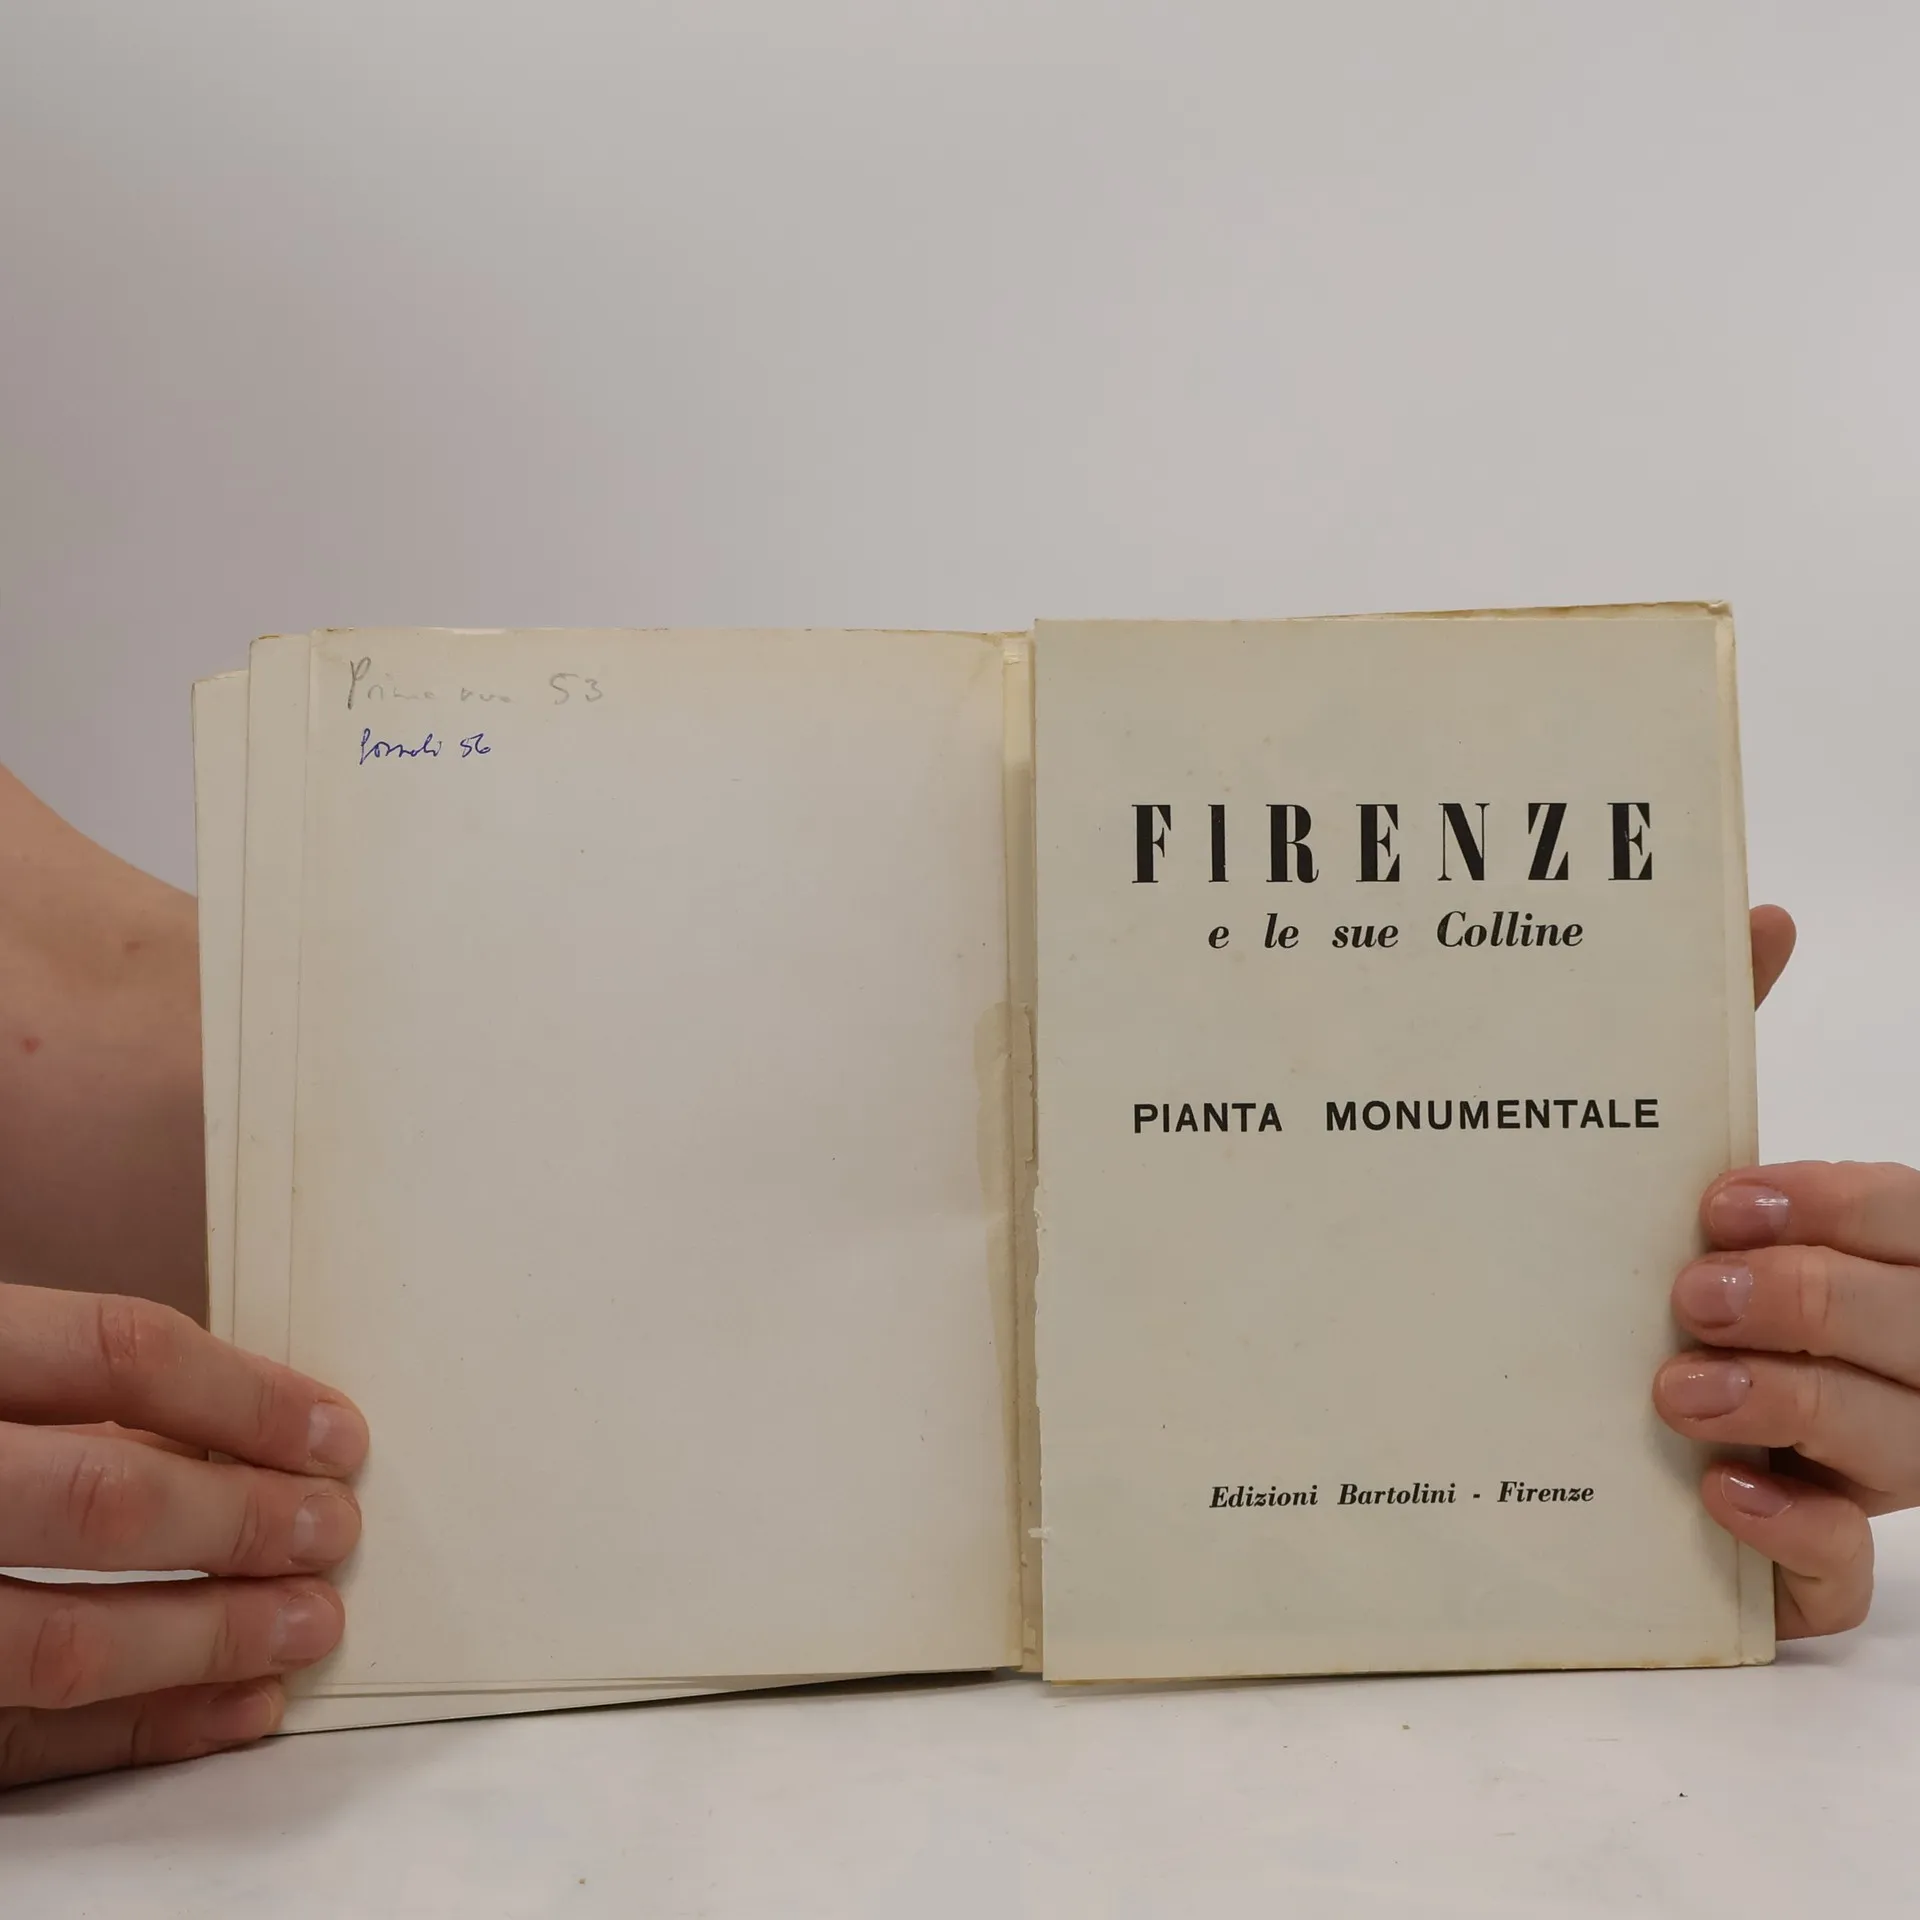 53
56
FIRENZE
e le sue Colline
PIANTA MONUMENTALE
Edizioni Bartolini - Firenze